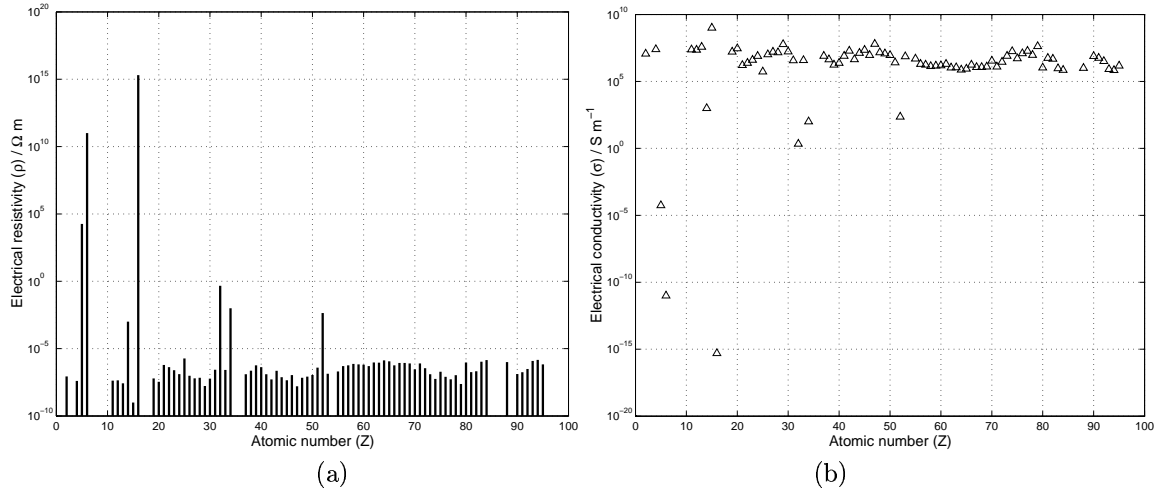 10^20
10^15
10^10
10^5
10^0
10^−5
10^−10
Electrical resistivity (ρ) / Ω m
0 10 20 30 40 50 60 70 80 90 100
Atomic number (Z)
(a)
10^10
10^5
10^0
10^−5
10^−10
10^−15
10^−20
Electrical conductivity (σ) / S m^−1
0 10 20 30 40 50 60 70 80 90 100
Atomic number (Z)
(b)